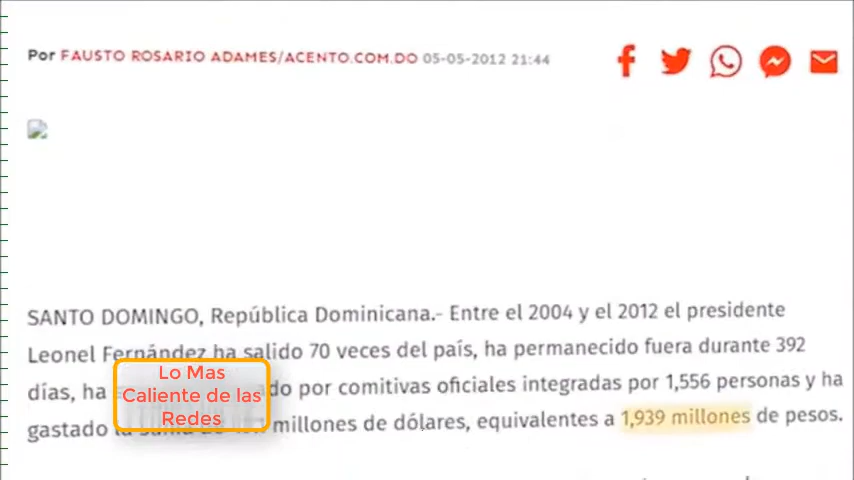 Por FAUSTO ROSARIO ADAMES/ACENTO.COM.DO 05-05-2012 21:44
SANTO DOMINGO, República Dominicana.- Entre el 2004 y el 2012 el presidente
Leonel Fernández ha salido 70 veces del país, ha permanecido fuera durante 392
días, ha do por comitivas oficiales integradas por 1,556 personas y ha
gastado la suma de millones de dólares, equivalentes a 1,939 millones de pesos.
Lo Mas
Caliente de las
Redes